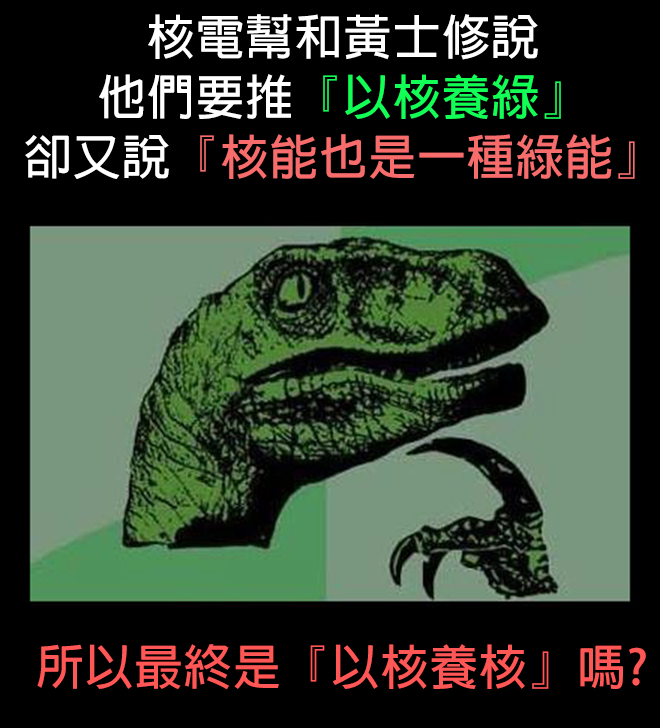 核電幫和黃士修說
他們要推『以核養綠』
卻又說『核能也是一種綠能』
所以最終是『以核養核』嗎?